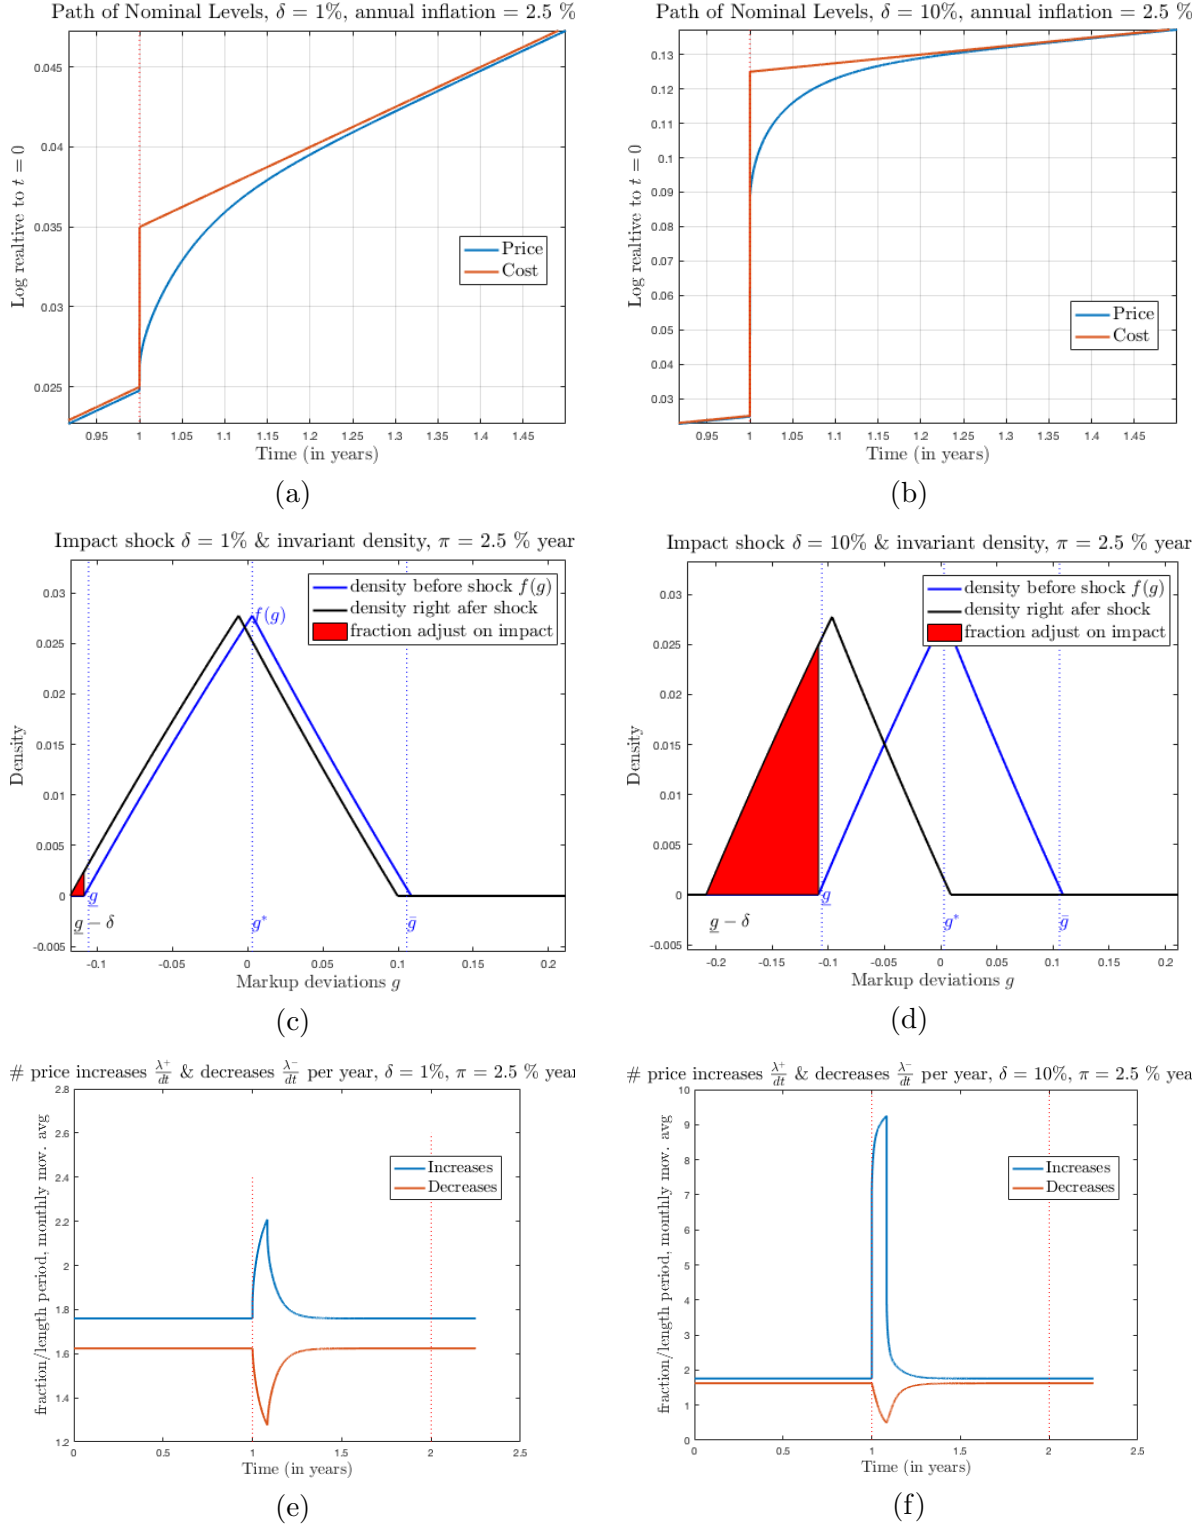 Path of Nominal Levels, δ = 1%, annual inflation = 2.5 %
Log realtive to t = 0
0.045
0.04
0.035
0.03
0.025
Price
Cost
0.95 1 1.05 1.1 1.15 1.2 1.25 1.3 1.35 1.4 1.45
Time (in years)
(a)
Path of Nominal Levels, δ = 10%, annual inflation = 2.5 %
Log realtive to t = 0
0.13
0.12
0.11
0.1
0.09
0.08
0.07
0.06
0.05
0.04
0.03
Price
Cost
0.95 1 1.05 1.1 1.15 1.2 1.25 1.3 1.35 1.4 1.45
Time (in years)
(b)
Impact shock δ = 1% & invariant density, π = 2.5 % year
Density
0.03
0.025
0.02
0.015
0.01
0.005
0
-0.005
density before shock f(g)
density right afer shock
fraction adjust on impact
f(g)
g
g − δ
g*
ḡ
-0.1 -0.05 0 0.05 0.1 0.15 0.2
Markup deviations g
(c)
Impact shock δ = 10% & invariant density, π = 2.5 % year
Density
0.03
0.025
0.02
0.015
0.01
0.005
0
-0.005
density before shock f(g)
density right afer shock
fraction adjust on impact
g
g − δ
g*
ḡ
-0.2 -0.15 -0.1 -0.05 0 0.05 0.1 0.15 0.2
Markup deviations g
(d)
# price increases λ⁺/dt & decreases λ⁻/dt per year, δ = 1%, π = 2.5 % year
fraction/length period, monthly mov. avg
2.8
2.6
2.4
2.2
2
1.8
1.6
1.4
1.2
Increases
Decreases
0 0.5 1 1.5 2 2.5
Time (in years)
(e)
# price increases λ⁺/dt & decreases λ⁻/dt per year, δ = 10%, π = 2.5 % year
fraction/length period, monthly mov. avg
10
9
8
7
6
5
4
3
2
1
0
Increases
Decreases
0 0.5 1 1.5 2 2.5
Time (in years)
(f)